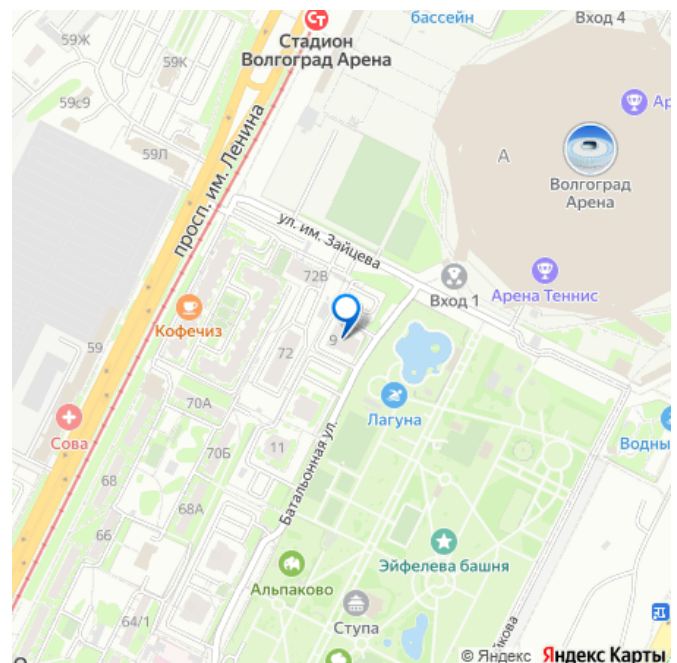 59Ж
бассейн
Вход 4
Стадион
Волгоград Арена
59К
59с9
Ар
59Л
просп. им. Ленина
А
Волгоград
Арена
ул. им. Зайцева
72В
Вход 1
Арена Теннис
Кофечиз
9
59
72
Лагуна
70А
Сова
Водны
11
70Б
Батальонная ул.
68
68А
66
Эйфелева башня
Альпаково
64/1
Ступа
йкова
© Яндекс Яндекс Карты